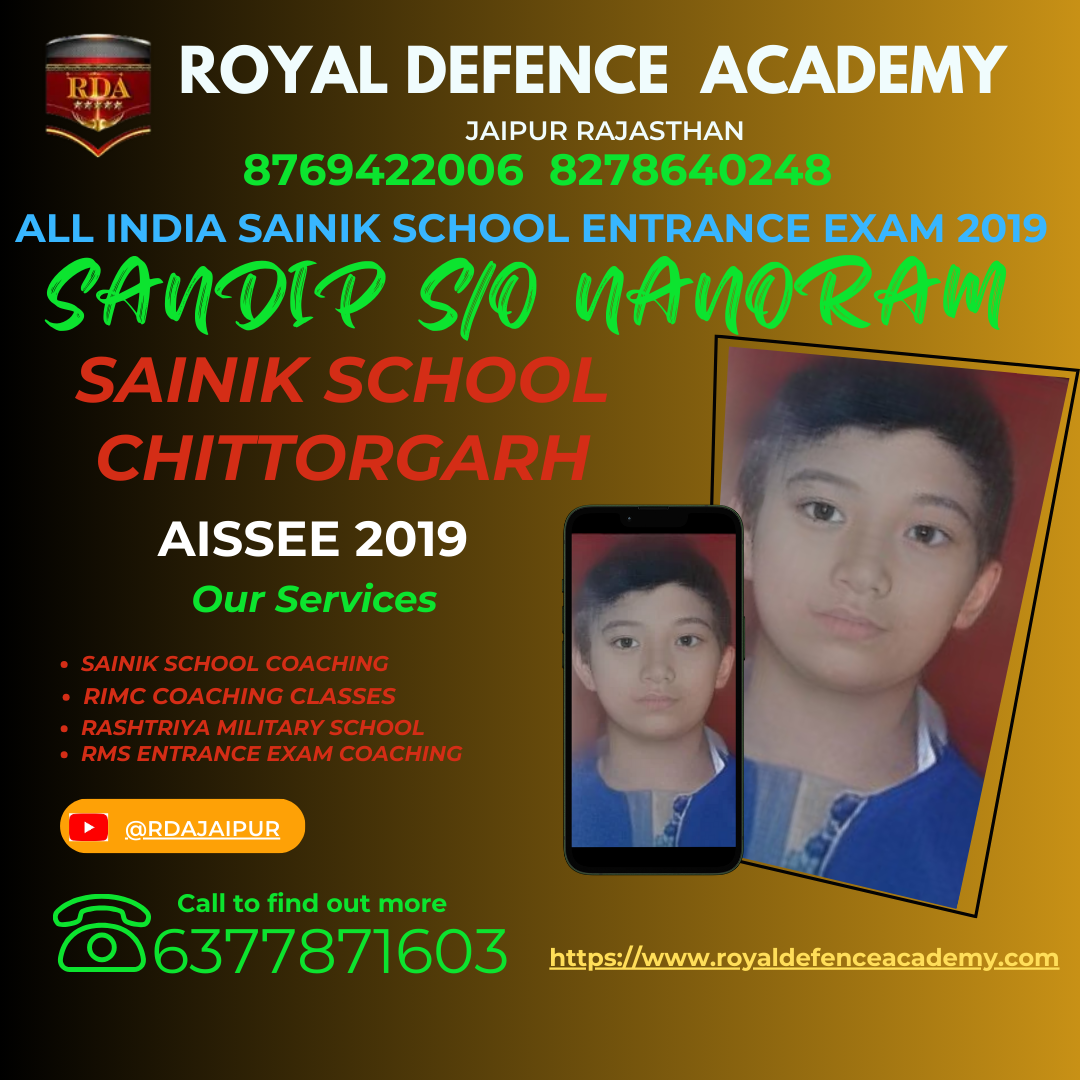 RDA
ROYAL DEFENCE ACADEMY
JAIPUR RAJASTHAN
8769422006 8278640248
ALL INDIA SAINIK SCHOOL ENTRANCE EXAM 2019
SANDIP S/O NANORAM
SAINIK SCHOOL
CHITTORGARH
AISSEE 2019
Our Services
• SAINIK SCHOOL COACHING
• RIMC COACHING CLASSES
• RASHTRIYA MILITARY SCHOOL
• RMS ENTRANCE EXAM COACHING
@RDAJAIPUR
Call to find out more
6377871603
https://www.royaldefenceacademy.com